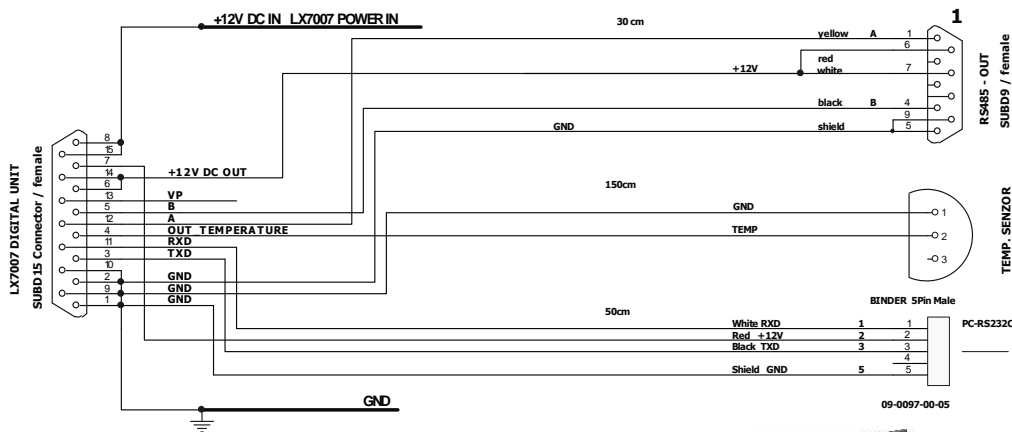 +12V DC IN LX7007 POWER IN
30 cm
1
yellow A 1
6
red
+12V white 7
black B 4
9
GND shield 5
RS485 - OUT
SUBD9 / female
LX7007 DIGITAL UNIT
SUBD15 Connector / female
8
15
7
14 +12V DC OUT
6
13 VP
5 B
12 A
4 OUT TEMPERATURE
11 RXD
3 TXD
10
2 GND
9 GND
1 GND
150cm
GND 1
TEMP 2
3
TEMP. SENZOR
BINDER 5Pin Male
50cm
White RXD 1 1
Red +12V 2 2
Black TXD 3 3
4
Shield GND 5 5
PC-RS232C
09-0097-00-05
GND